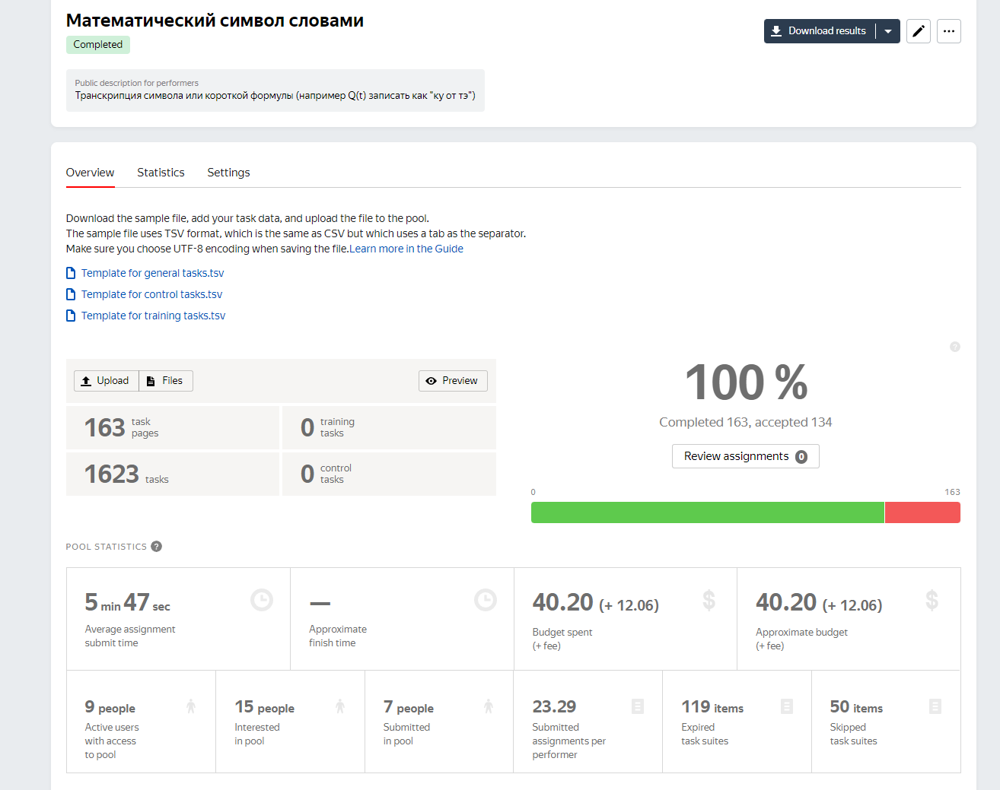 Математический символ словами
Completed
Download results
Public description for performers
Транскрипция символа или короткой формулы (например Q(t) записать как "ку от тэ")
Overview
Statistics
Settings
Download the sample file, add your task data, and upload the file to the pool.
The sample file uses TSV format, which is the same as CSV but which uses a tab as the separator.
Make sure you choose UTF-8 encoding when saving the file.Learn more in the Guide
Template for general tasks.tsv
Template for control tasks.tsv
Template for training tasks.tsv
?
Upload
Files
Preview
163 task pages
0 training tasks
1623 tasks
0 control tasks
100 %
Completed 163, accepted 134
Review assignments 0
0
163
POOL STATISTICS ?
5 min 47 sec
Average assignment
submit time
—
Approximate
finish time
40.20 (+ 12.06)
Budget spent
(+ fee)
$
40.20 (+ 12.06)
Approximate budget
(+ fee)
$
9 people
Active users
with access
to pool
15 people
Interested
in pool
7 people
Submitted
in pool
23.29
Submitted
assignments per
performer
119 items
Expired
task suites
50 items
Skipped
task suites